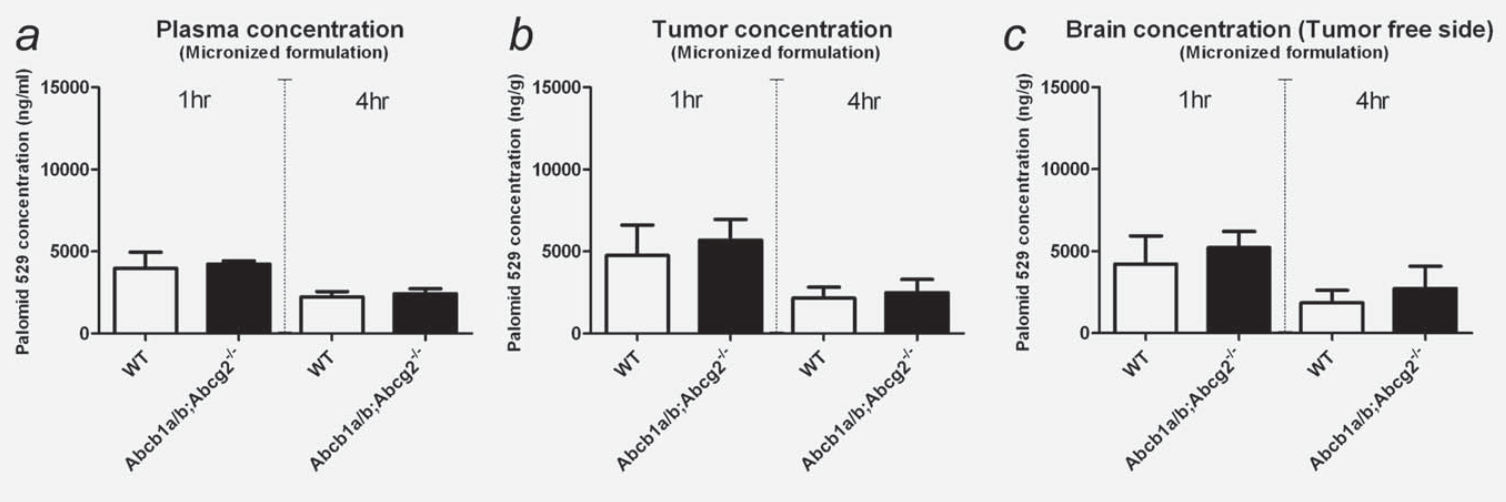 a
Plasma concentration
(Micronized formulation)
Palomid 529 concentration (ng/ml)
15000
10000
5000
0
1hr
4hr
WT
Abcb1a/b;Abcg2-/-
WT
Abcb1a/b;Abcg2-/-
b
Tumor concentration
(Micronized formulation)
Palomid 529 concentration (ng/g)
15000
10000
5000
0
1hr
4hr
WT
Abcb1a/b;Abcg2-/-
WT
Abcb1a/b;Abcg2-/-
c
Brain concentration (Tumor free side)
(Micronized formulation)
Palomid 529 concentration (ng/g)
15000
10000
5000
0
1hr
4hr
WT
Abcb1a/b;Abcg2-/-
WT
Abcb1a/b;Abcg2-/-